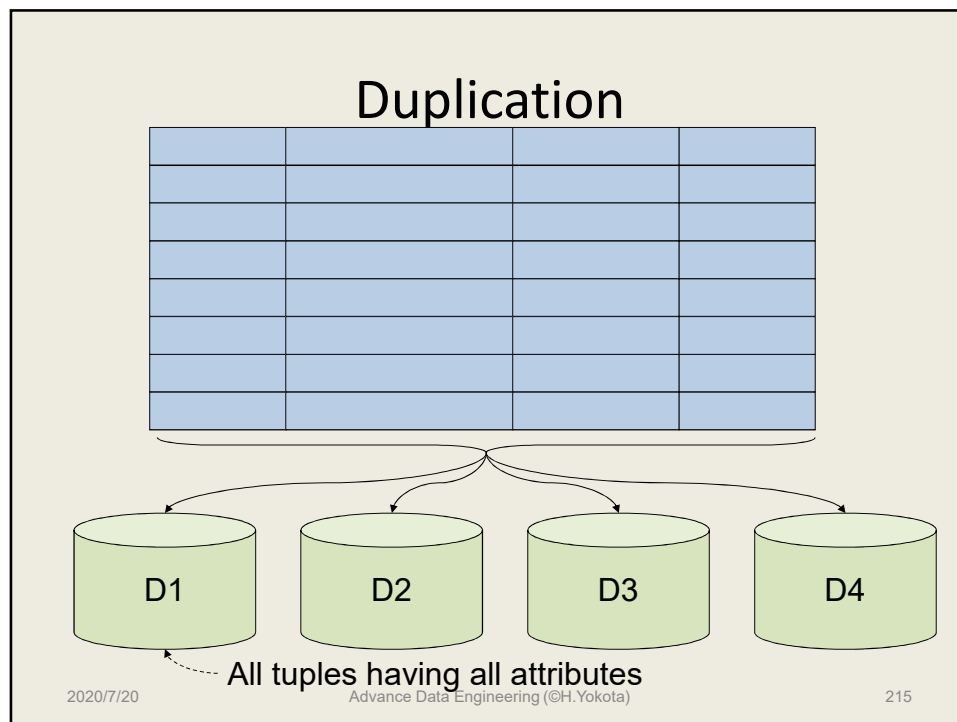 Duplication
D1
D2
D3
D4
All tuples having all attributes
2020/7/20
Advance Data Engineering (©H.Yokota)
215